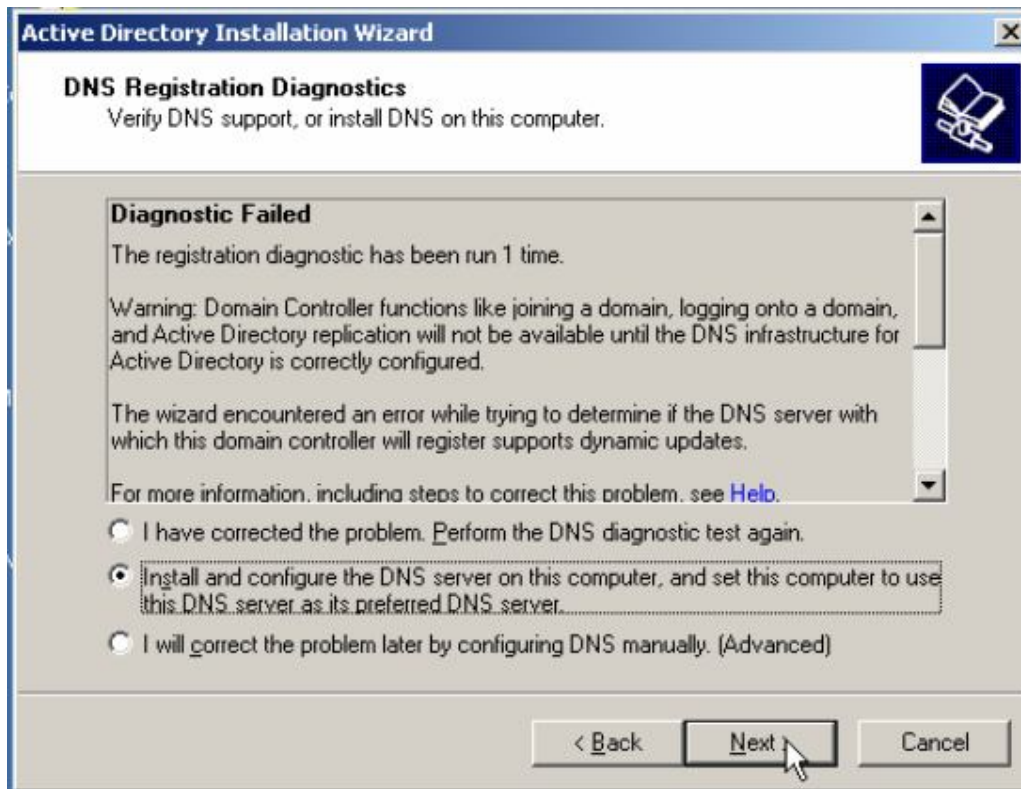 Active Directory Installation Wizard
DNS Registration Diagnostics
Verify DNS support, or install DNS on this computer.
Diagnostic Failed
The registration diagnostic has been run 1 time.
Warning: Domain Controller functions like joining a domain, logging onto a domain,
and Active Directory replication will not be available until the DNS infrastructure for
Active Directory is correctly configured.
The wizard encountered an error while trying to determine if the DNS server with
which this domain controller will register supports dynamic updates.
For more information, including steps to correct this problem, see Help.
I have corrected the problem. Perform the DNS diagnostic test again.
Install and configure the DNS server on this computer, and set this computer to use
this DNS server as its preferred DNS server.
I will correct the problem later by configuring DNS manually. (Advanced)
< Back
Next >
Cancel